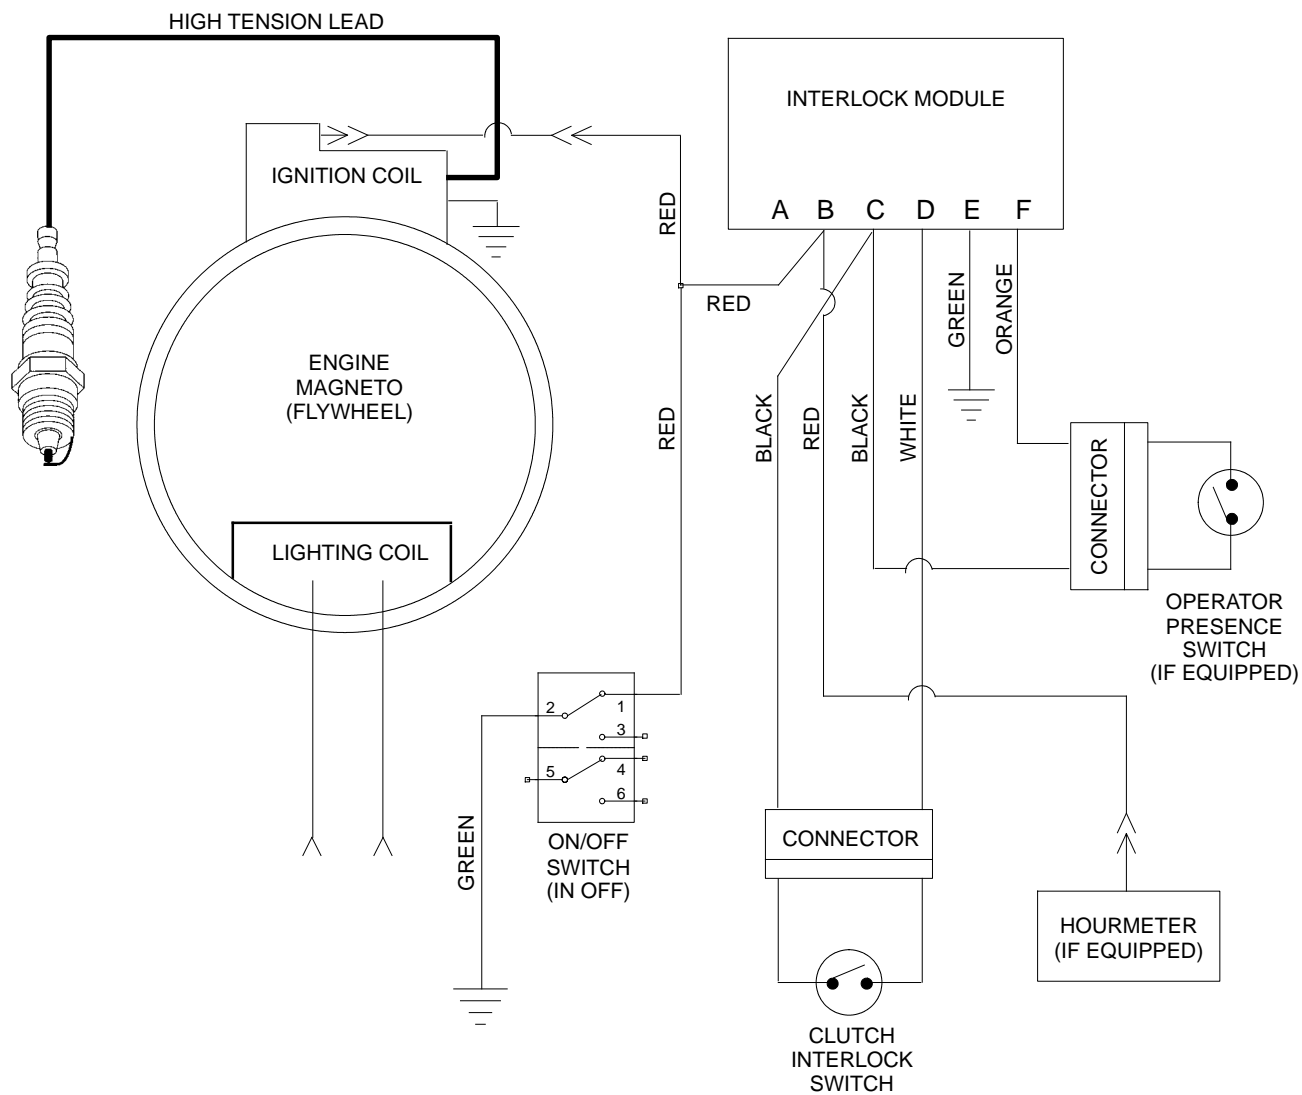 HIGH TENSION LEAD
INTERLOCK MODULE
IGNITION COIL
A B C D E F
RED
RED
GREEN
ORANGE
ENGINE
MAGNETO
(FLYWHEEL)
RED
BLACK
RED
BLACK
WHITE
CONNECTOR
LIGHTING COIL
OPERATOR
PRESENCE
SWITCH
(IF EQUIPPED)
2
1
3
5
4
6
ON/OFF
SWITCH
(IN OFF)
GREEN
CONNECTOR
HOURMETER
(IF EQUIPPED)
CLUTCH
INTERLOCK
SWITCH